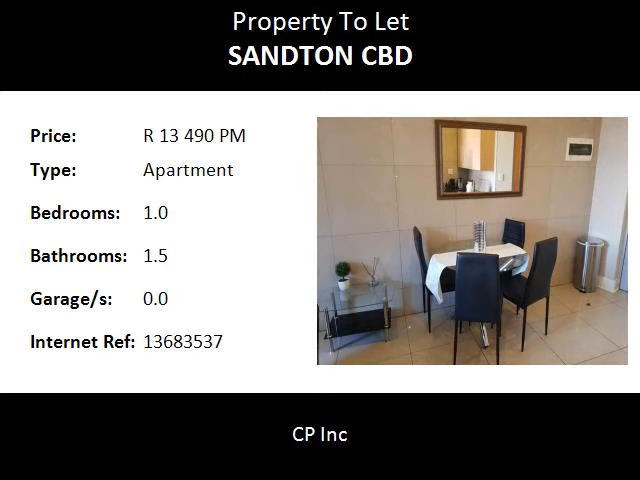 Property To Let
SANDTON CBD
Price: R 13 490 PM
Type: Apartment
Bedrooms: 1.0
Bathrooms: 1.5
Garage/s: 0.0
Internet Ref: 13683537
CP Inc